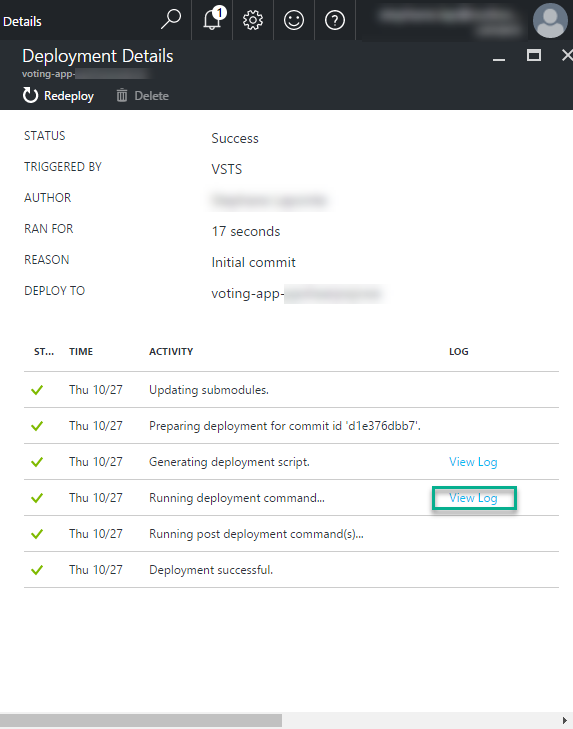 Details
1
Deployment Details
voting-app-
Redeploy Delete
STATUS Success
TRIGGERED BY VSTS
AUTHOR
RAN FOR 17 seconds
REASON Initial commit
DEPLOY TO voting-app-
ST... TIME ACTIVITY LOG
Thu 10/27 Updating submodules.
Thu 10/27 Preparing deployment for commit id 'd1e376dbb7'.
Thu 10/27 Generating deployment script. View Log
Thu 10/27 Running deployment command... View Log
Thu 10/27 Running post deployment command(s)...
Thu 10/27 Deployment successful.